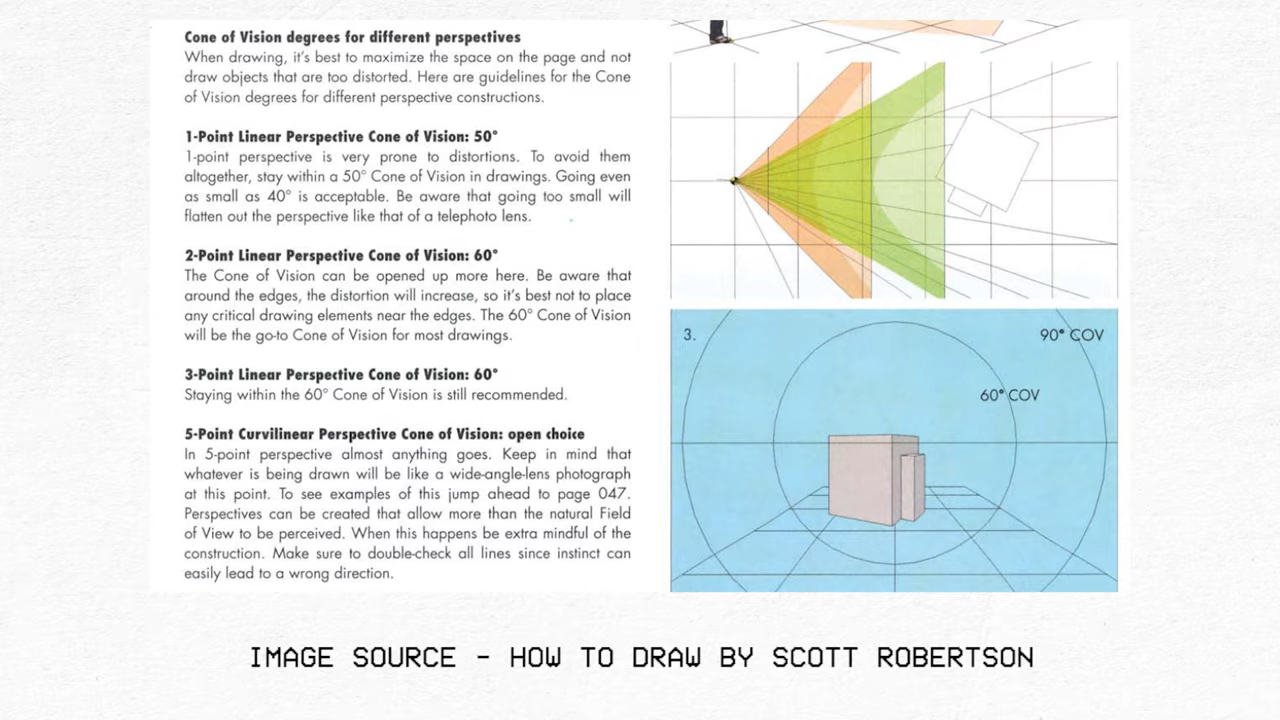 Cone of Vision degrees for different perspectives
When drawing, it's best to maximize the space on the page and not
draw objects that are too distorted. Here are guidelines for the Cone
of Vision degrees for different perspective constructions.
1-Point Linear Perspective Cone of Vision: 50°
1-point perspective is very prone to distortions. To avoid them
altogether, stay within a 50° Cone of Vision in drawings. Going even
as small as 40° is acceptable. Be aware that going too small will
flatten out the perspective like that of a telephoto lens.
2-Point Linear Perspective Cone of Vision: 60°
The Cone of Vision can be opened up more here. Be aware that
around the edges, the distortion will increase, so it's best not to place
any critical drawing elements near the edges. The 60° Cone of Vision
will be the go-to Cone of Vision for most drawings.
3-Point Linear Perspective Cone of Vision: 60°
Staying within the 60° Cone of Vision is still recommended.
5-Point Curvilinear Perspective Cone of Vision: open choice
In 5-point perspective almost anything goes. Keep in mind that
whatever is being drawn will be like a wide-angle-lens photograph
at this point. To see examples of this jump ahead to page 047.
Perspectives can be created that allow more than the natural Field
of View to be perceived. When this happens be extra mindful of the
construction. Make sure to double-check all lines since instinct can
easily lead to a wrong direction.
3.
90° COV
60° COV
IMAGE SOURCE - HOW TO DRAW BY SCOTT ROBERTSON